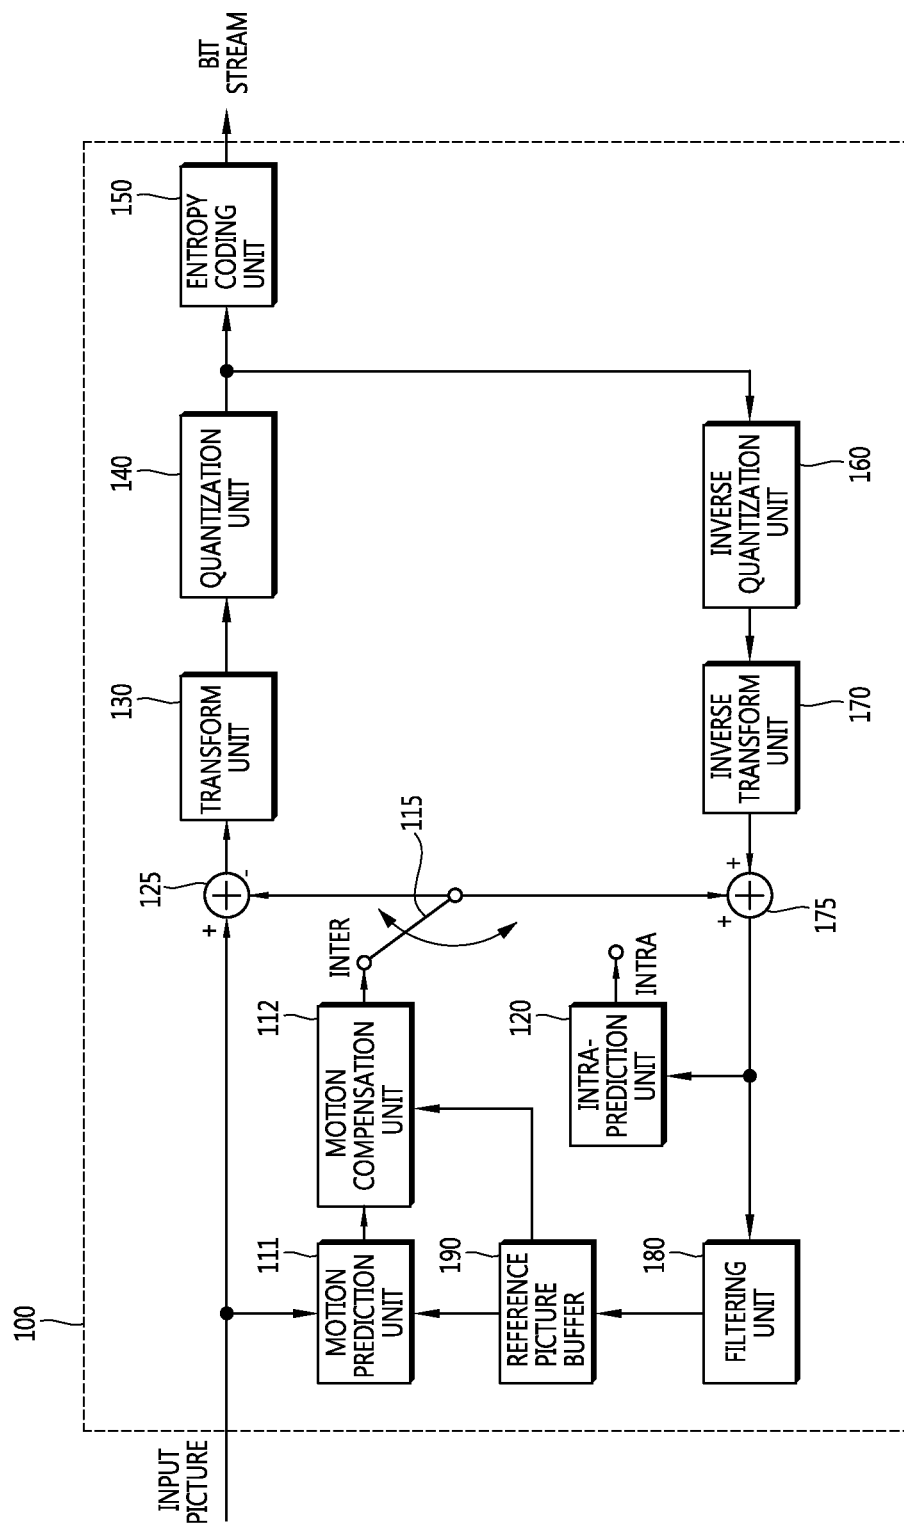 100
INPUT
PICTURE
+
125
-
130
TRANSFORM
UNIT
140
QUANTIZATION
UNIT
150
ENTROPY
CODING
UNIT
BIT
STREAM
111
MOTION
PREDICTION
UNIT
112
MOTION
COMPENSATION
UNIT
INTER
115
190
REFERENCE
PICTURE
BUFFER
120
INTRA-
PREDICTION
UNIT
INTRA
180
FILTERING
UNIT
+
+
175
INVERSE
TRANSFORM
UNIT
170
INVERSE
QUANTIZATION
UNIT
160